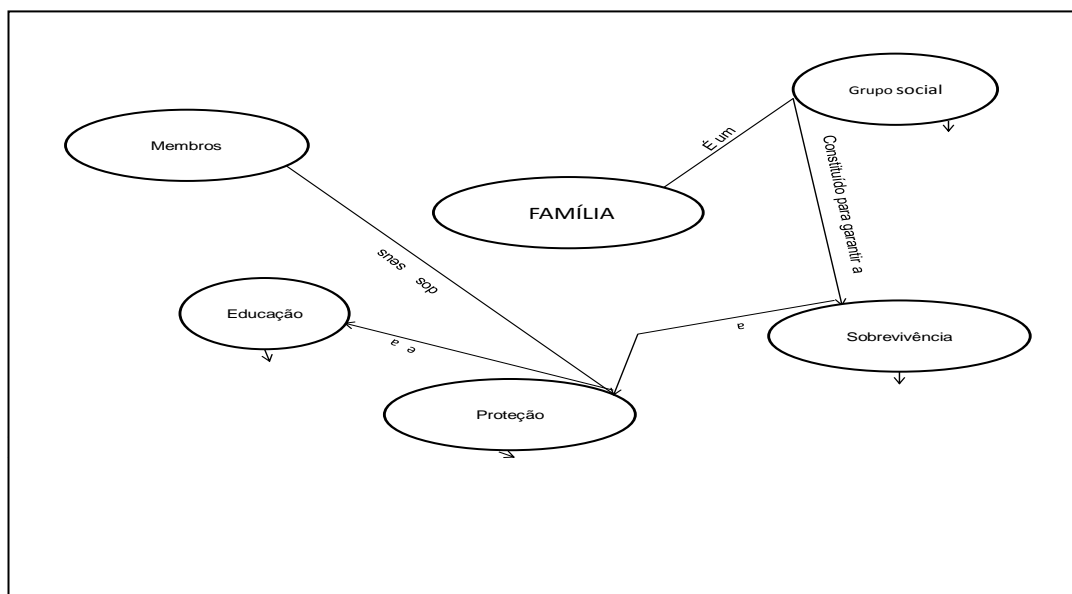 Grupo social
É um
Membros
Constituído para garantir a
FAMÍLIA
dos seus
Educação
a
Sobrevivência
e a
Proteção